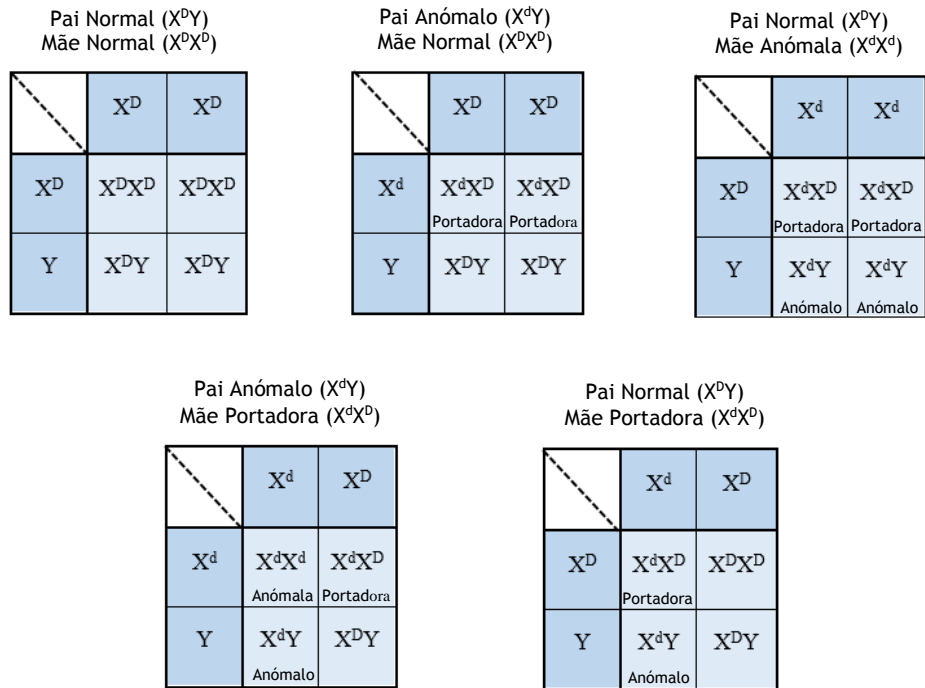 Pai Normal (XᴰY)
Mãe Normal (XᴰXᴰ)
Xᴰ Xᴰ
Xᴰ XᴰXᴰ XᴰXᴰ
Y XᴰY XᴰY
Pai Anómalo (XᵈY)
Mãe Normal (XᴰXᴰ)
Xᴰ Xᴰ
Xᵈ XᵈXᴰ XᵈXᴰ
Portadora Portadora
Y XᴰY XᴰY
Pai Normal (XᴰY)
Mãe Anómala (XᵈXᵈ)
Xᵈ Xᵈ
Xᴰ XᵈXᴰ XᵈXᴰ
Portadora Portadora
Y XᵈY XᵈY
Anómalo Anómalo
Pai Anómalo (XᵈY)
Mãe Portadora (XᵈXᴰ)
Xᵈ Xᴰ
Xᵈ XᵈXᵈ XᵈXᴰ
Anómala Portadora
Y XᵈY XᴰY
Anómalo
Pai Normal (XᴰY)
Mãe Portadora (XᵈXᴰ)
Xᵈ Xᴰ
Xᴰ XᵈXᴰ XᴰXᴰ
Portadora
Y XᵈY XᴰY
Anómalo